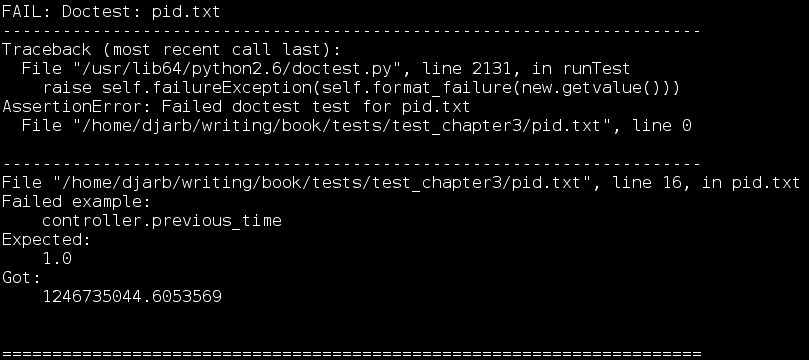 FAIL: Doctest: pid.txt
----------------------------------------------------------------------
Traceback (most recent call last):
  File "/usr/lib64/python2.6/doctest.py", line 2131, in runTest
    raise self.failureException(self.format_failure(new.getvalue()))
AssertionError: Failed doctest test for pid.txt
  File "/home/djarb/writing/book/tests/test_chapter3/pid.txt", line 0

----------------------------------------------------------------------
File "/home/djarb/writing/book/tests/test_chapter3/pid.txt", line 16, in pid.txt
Failed example:
    controller.previous_time
Expected:
    1.0
Got:
    1246735044.6053569


======================================================================